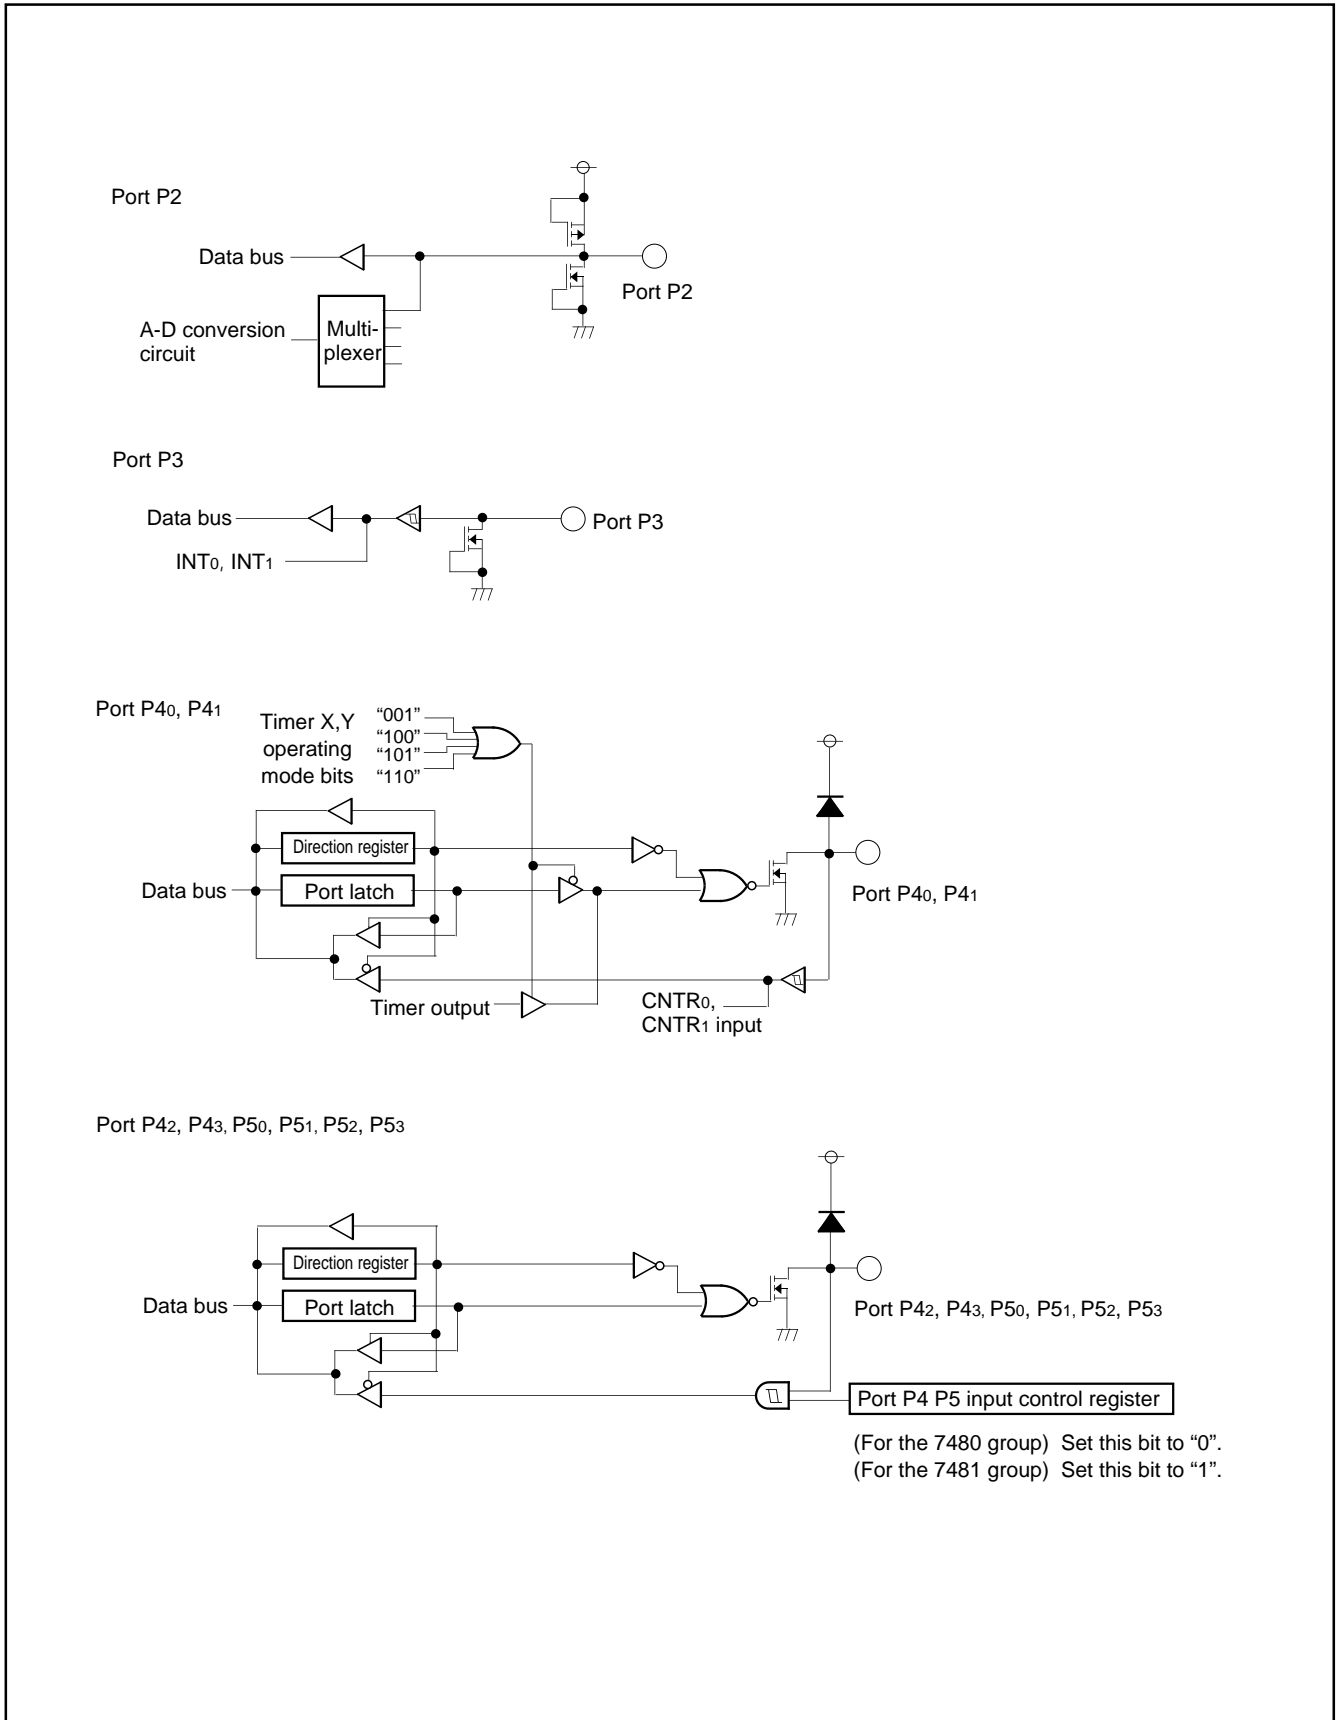 Port P2
Data bus
Port P2
A-D conversion
circuit
Multi-
plexer
Port P3
Data bus
Port P3
INT0, INT1
Port P40, P41
Timer X,Y
operating
mode bits
“001”
“100”
“101”
“110”
Direction register
Data bus
Port latch
Port P40, P41
Timer output
CNTR0,
CNTR1 input
Port P42, P43, P50, P51, P52, P53
Direction register
Data bus
Port latch
Port P42, P43, P50, P51, P52, P53
Port P4 P5 input control register
(For the 7480 group) Set this bit to “0”.
(For the 7481 group) Set this bit to “1”.